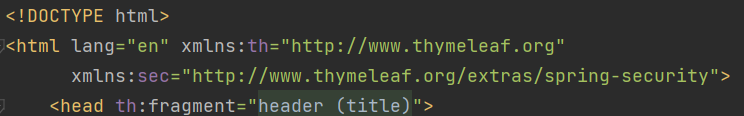 <!DOCTYPE html>
<html lang="en" xmlns:th="http://www.thymeleaf.org"
xmlns:sec="http://www.thymeleaf.org/extras/spring-security">
<head th:fragment="header (title)">